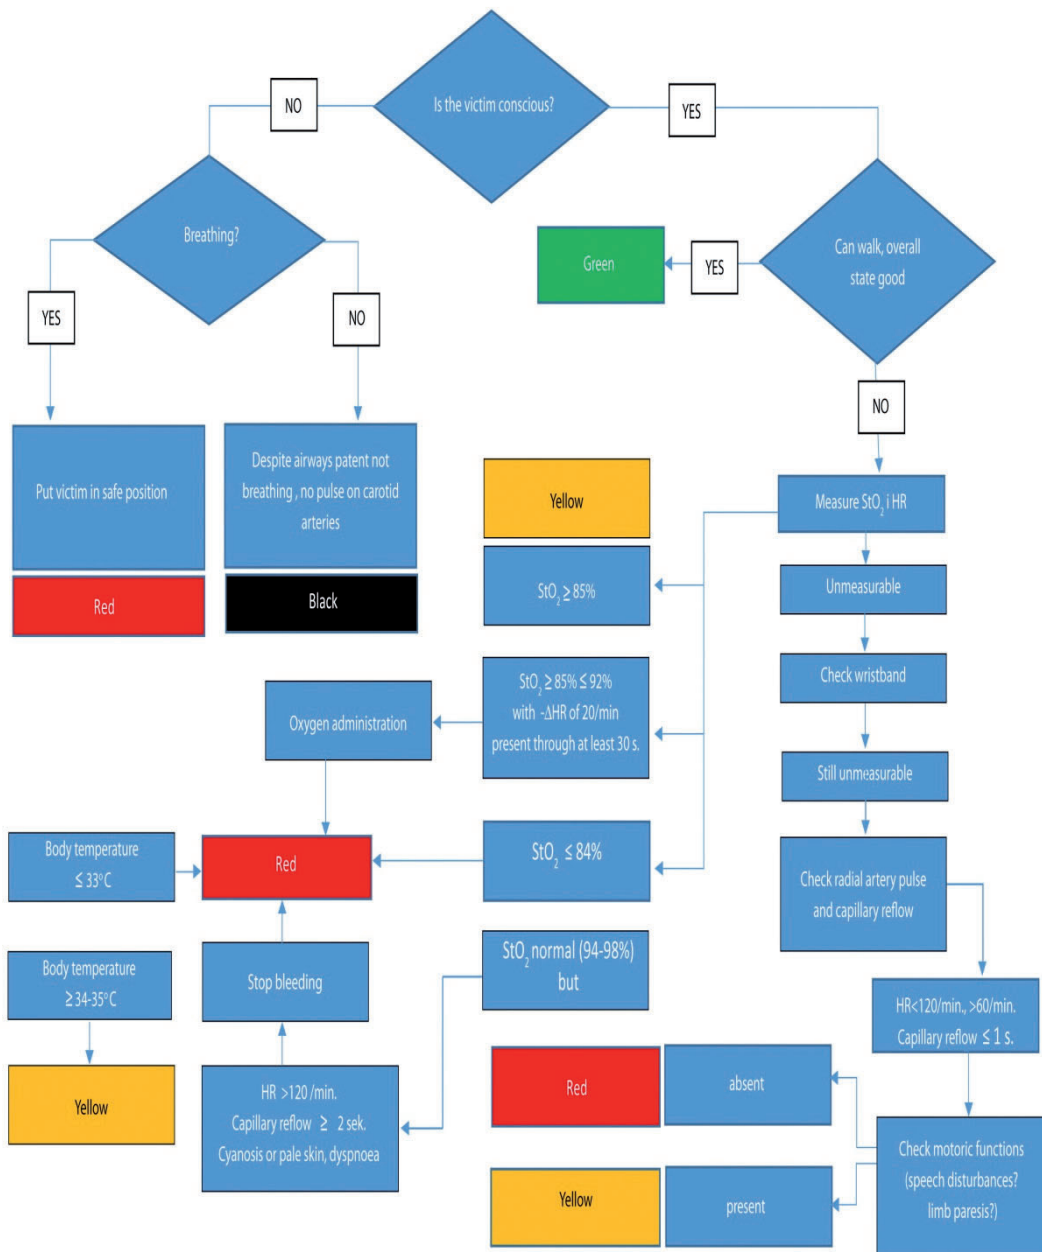 Is the victim conscious?
NO
YES
Breathing?
Can walk, overall
state good
Green
YES
YES
NO
NO
Put victim in safe position
Red
Despite airways patent not
breathing , no pulse on carotid
arteries
Black
Yellow
StO₂ ≥ 85%
Measure StO₂ i HR
Unmeasurable
Check wristband
Still unmeasurable
Check radial artery pulse
and capillary reflow
HR<120/min., >60/min.
Capillary reflow ≤ 1 s.
Check motoric functions
(speech disturbances?
limb paresis?)
StO₂ ≥ 85% ≤ 92%
with -ΔHR of 20/min
present through at least 30 s.
Oxygen administration
StO₂ ≤ 84%
Red
Body temperature
≤ 33°C
Body temperature
≥ 34-35°C
Yellow
Stop bleeding
StO₂ normal (94-98%)
but
HR >120 /min.
Capillary reflow ≥ 2 sek.
Cyanosis or pale skin, dyspnoea
Red
absent
Yellow
present